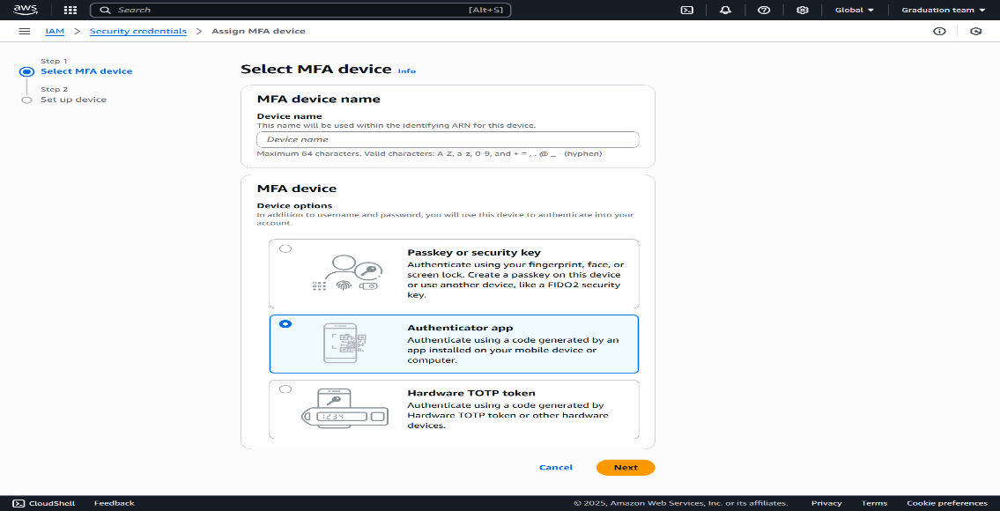 aws
Search [Alt+S]
Global
Graduation team
IAM > Security credentials > Assign MFA device
Step 1
Select MFA device
Step 2
Set up device
Select MFA device Info
MFA device name
Device name
This name will be used within the identifying ARN for this device.
Device name
Maximum 64 characters. Valid characters: A-Z, a-z, 0-9, and + = , . @ _ - (hyphen)
MFA device
Device options
In addition to username and password, you will use this device to authenticate into your
account.
Passkey or security key
Authenticate using your fingerprint, face, or
screen lock. Create a passkey on this device
or use another device, like a FIDO2 security
key.
Authenticator app
Authenticate using a code generated by an
app installed on your mobile device or
computer.
1234
Hardware TOTP token
Authenticate using a code generated by
Hardware TOTP token or other hardware
devices.
Cancel
Next
CloudShell
Feedback
© 2025, Amazon Web Services, Inc. or its affiliates.
Privacy
Terms
Cookie preferences